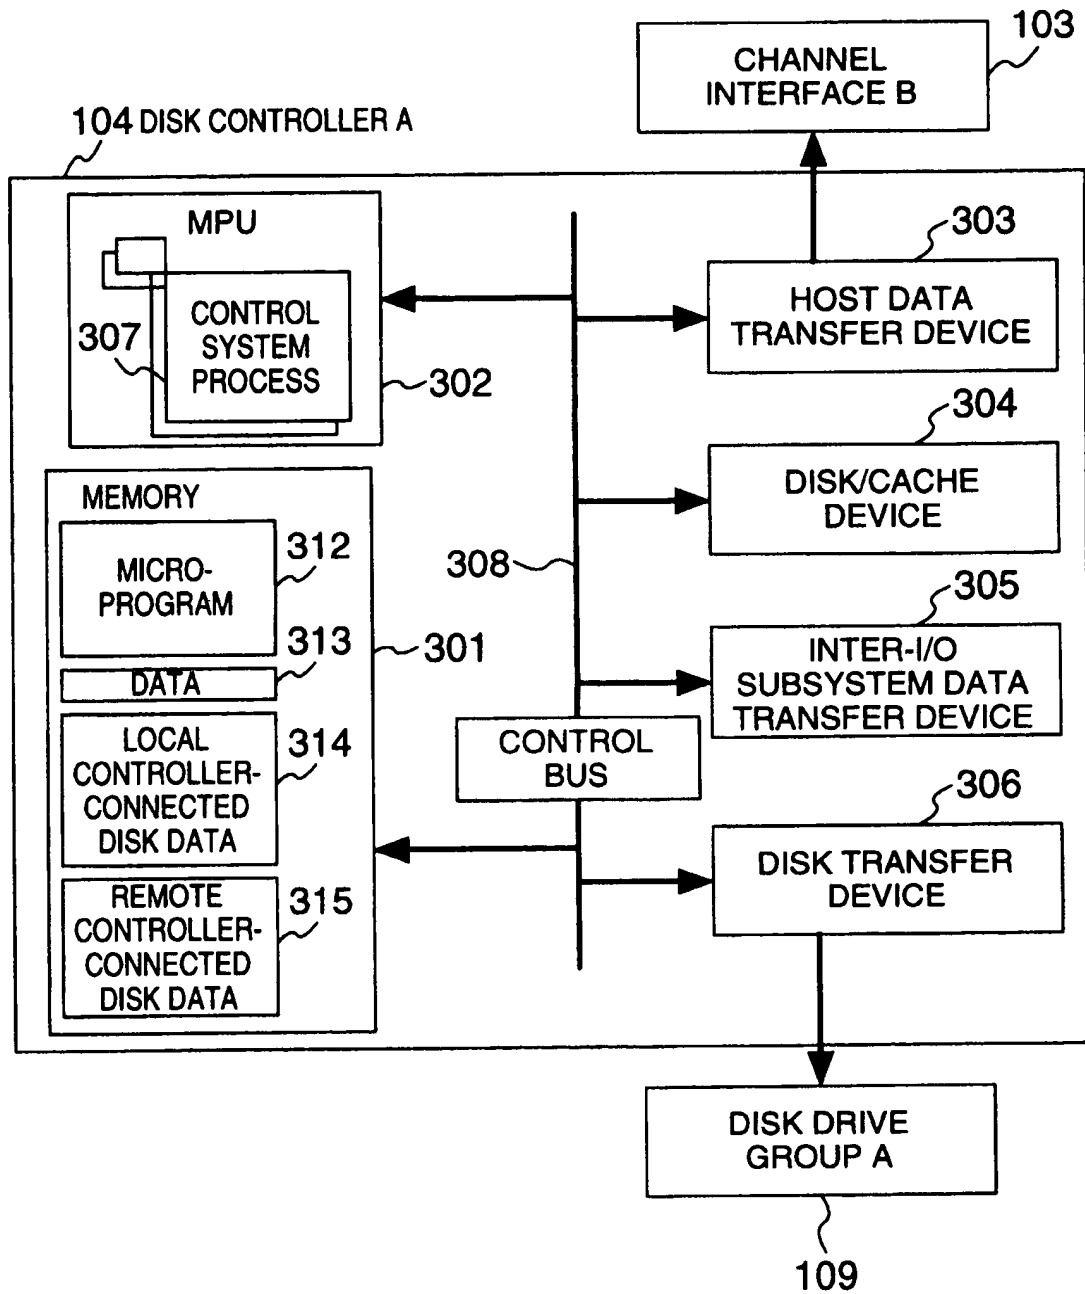 103
CHANNEL
INTERFACE B
104 DISK CONTROLLER A
MPU
CONTROL
SYSTEM
PROCESS
307
302
303
HOST DATA
TRANSFER DEVICE
304
DISK/CACHE
DEVICE
MEMORY
MICRO-
PROGRAM
312
313
DATA
301
LOCAL
CONTROLLER-
CONNECTED
DISK DATA
314
REMOTE
CONTROLLER-
CONNECTED
DISK DATA
315
308
305
INTER-I/O
SUBSYSTEM DATA
TRANSFER DEVICE
CONTROL
BUS
306
DISK TRANSFER
DEVICE
DISK DRIVE
GROUP A
109